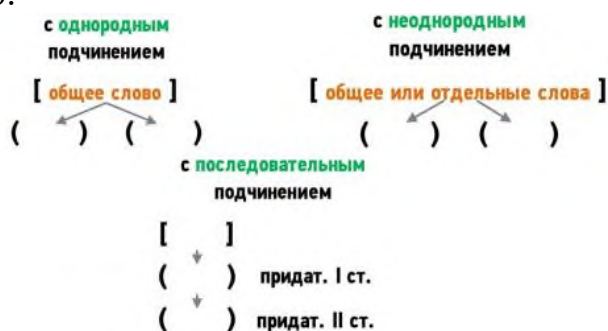 с однородным
подчинением
[ общее слово ]
( ) ( )
с неоднородным
подчинением
[ общее или отдельные слова ]
( ) ( )
с последовательным
подчинением
[ ]
( ) придат. I ст.
( ) придат. II ст.